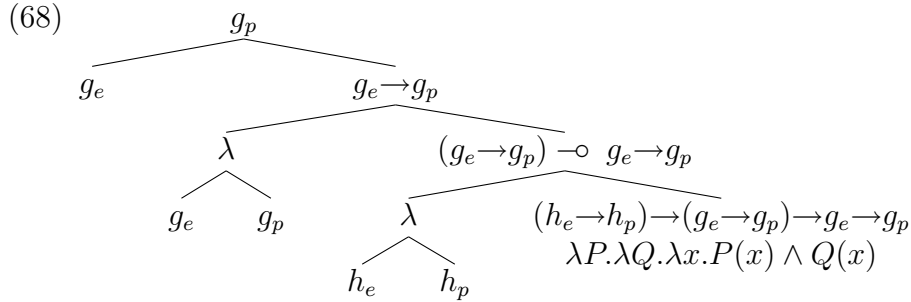 (68)
g_p
g_e g_e→g_p
λ (g_e→g_p) ⊸ g_e→g_p
g_e g_p λ (h_e→h_p)→(g_e→g_p)→g_e→g_p
λP.λQ.λx.P(x) ∧ Q(x)
h_e h_p